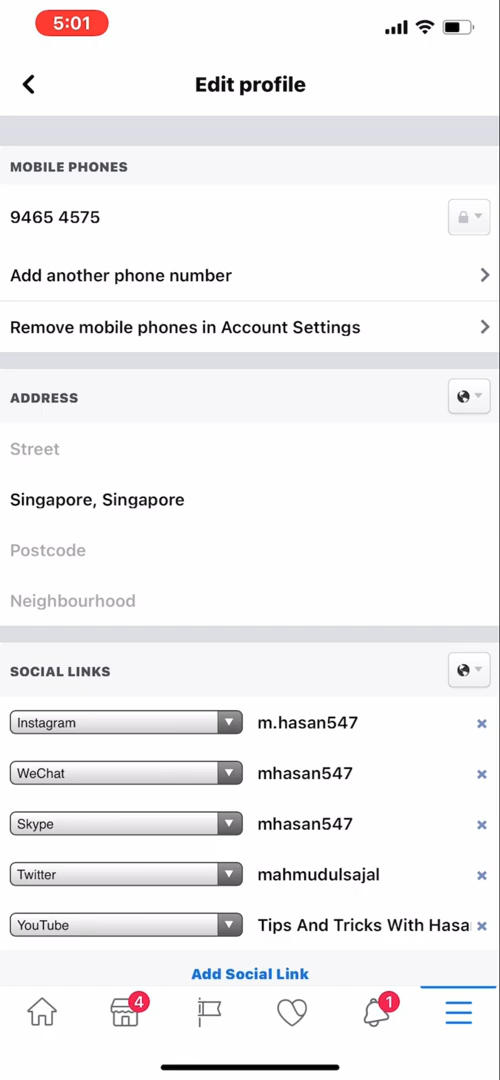 5:01
Edit profile
MOBILE PHONES
9465 4575
Add another phone number
Remove mobile phones in Account Settings
ADDRESS
Street
Singapore, Singapore
Postcode
Neighbourhood
SOCIAL LINKS
Instagram m.hasan547
WeChat mhasan547
Skype mhasan547
Twitter mahmudulsajal
YouTube Tips And Tricks With Hasa
Add Social Link
4 1